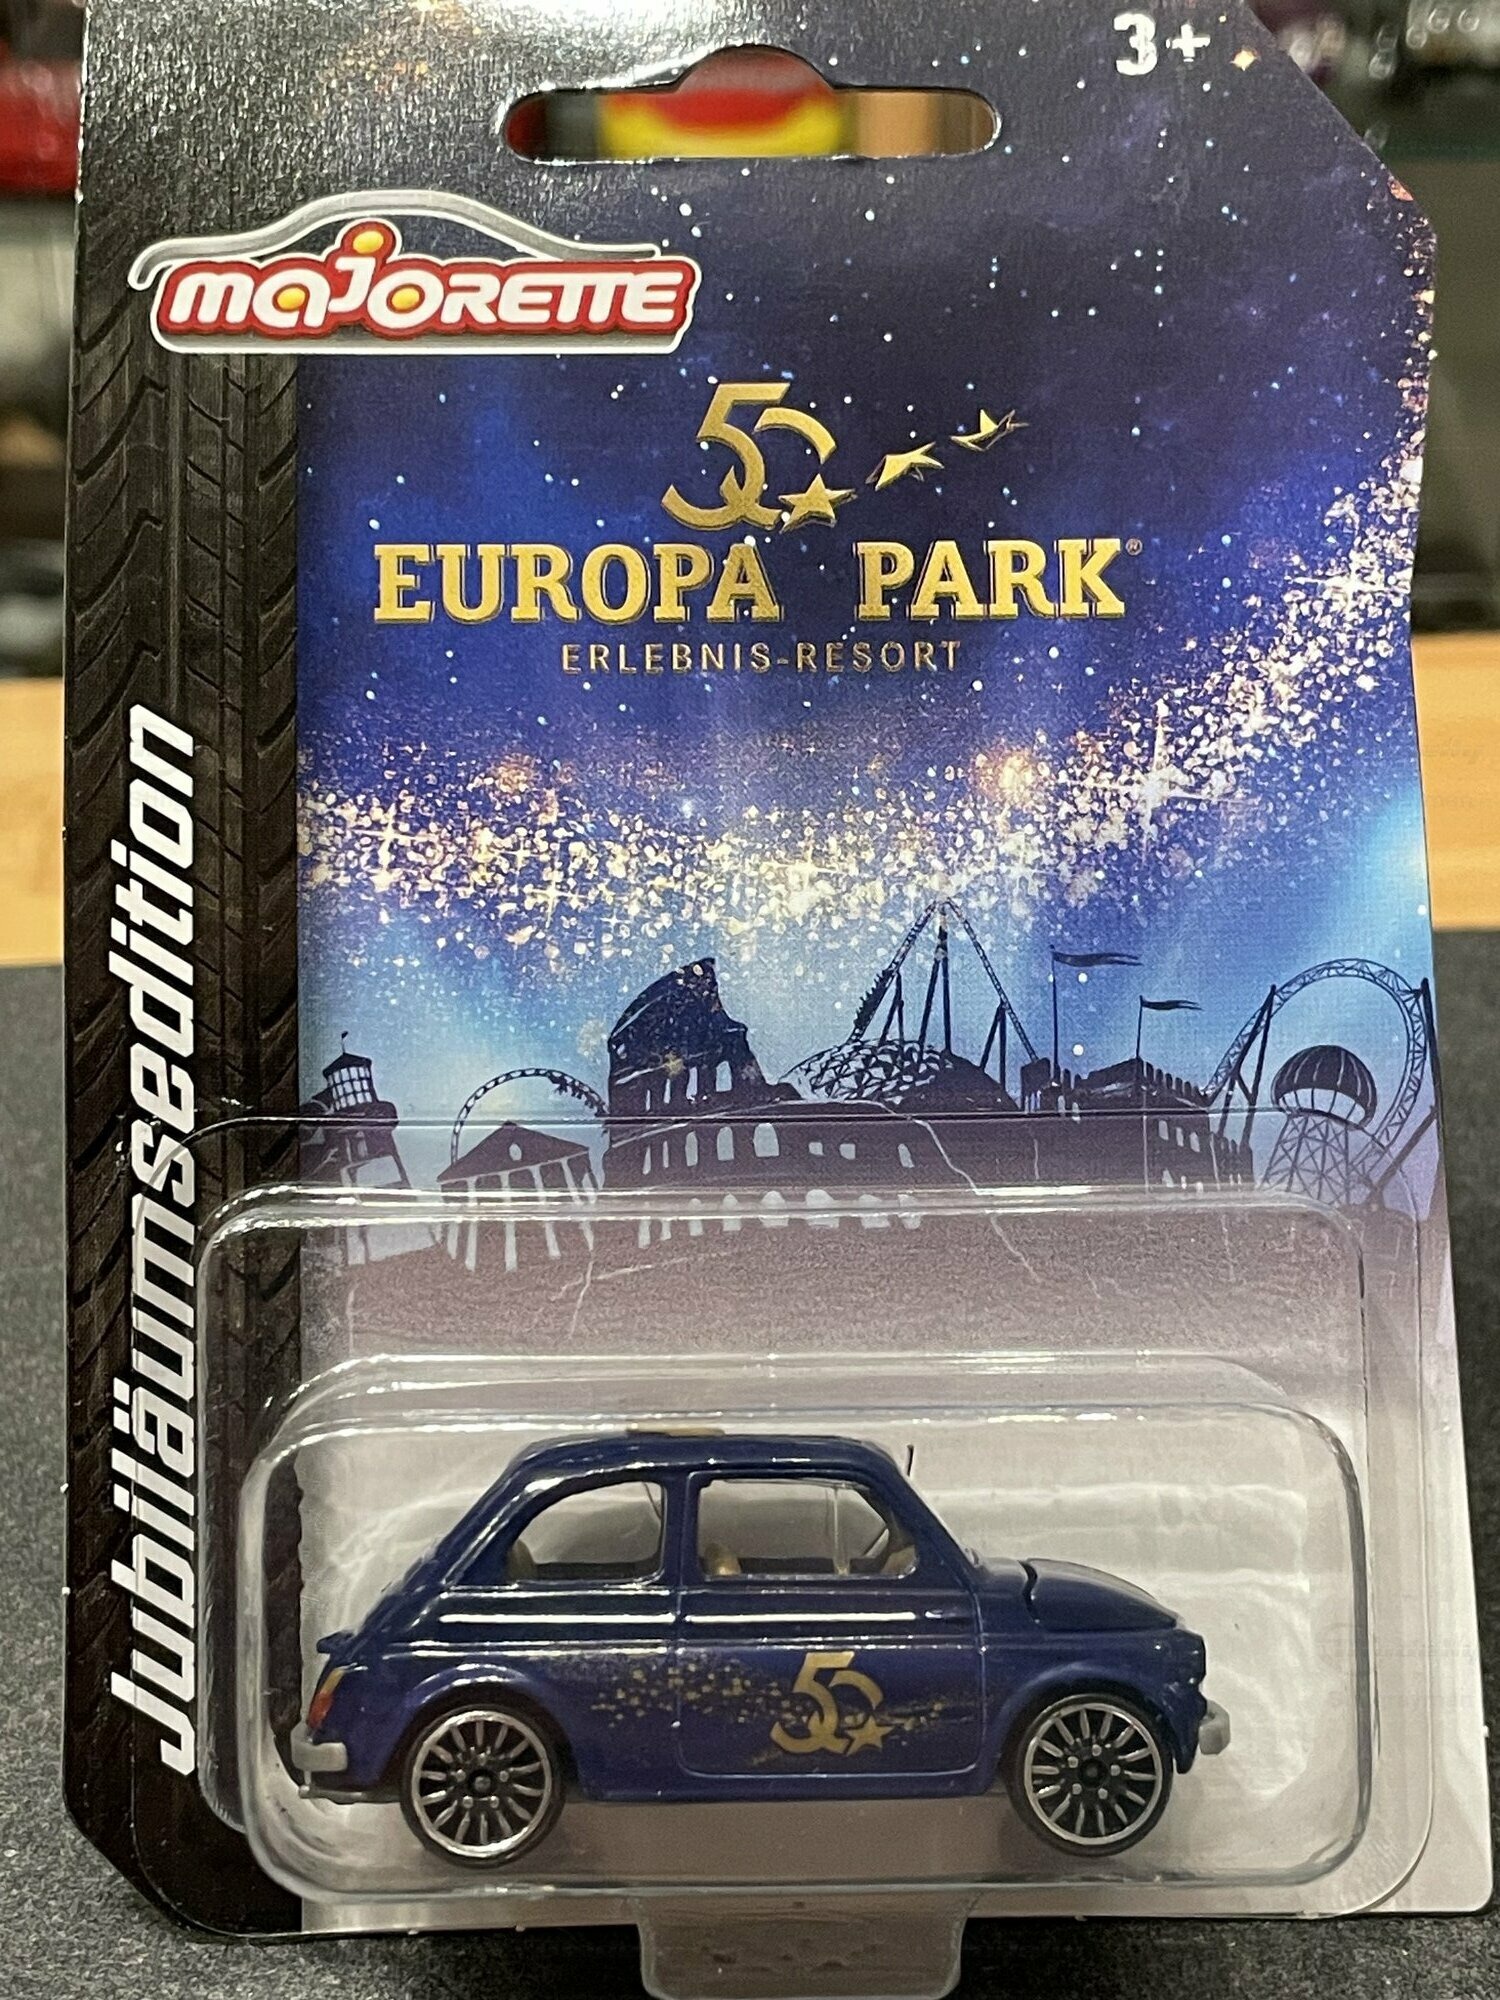 3+
majorette
50
EUROPA PARK®
ERLEBNIS-RESORT
Jubiläumsedition
50